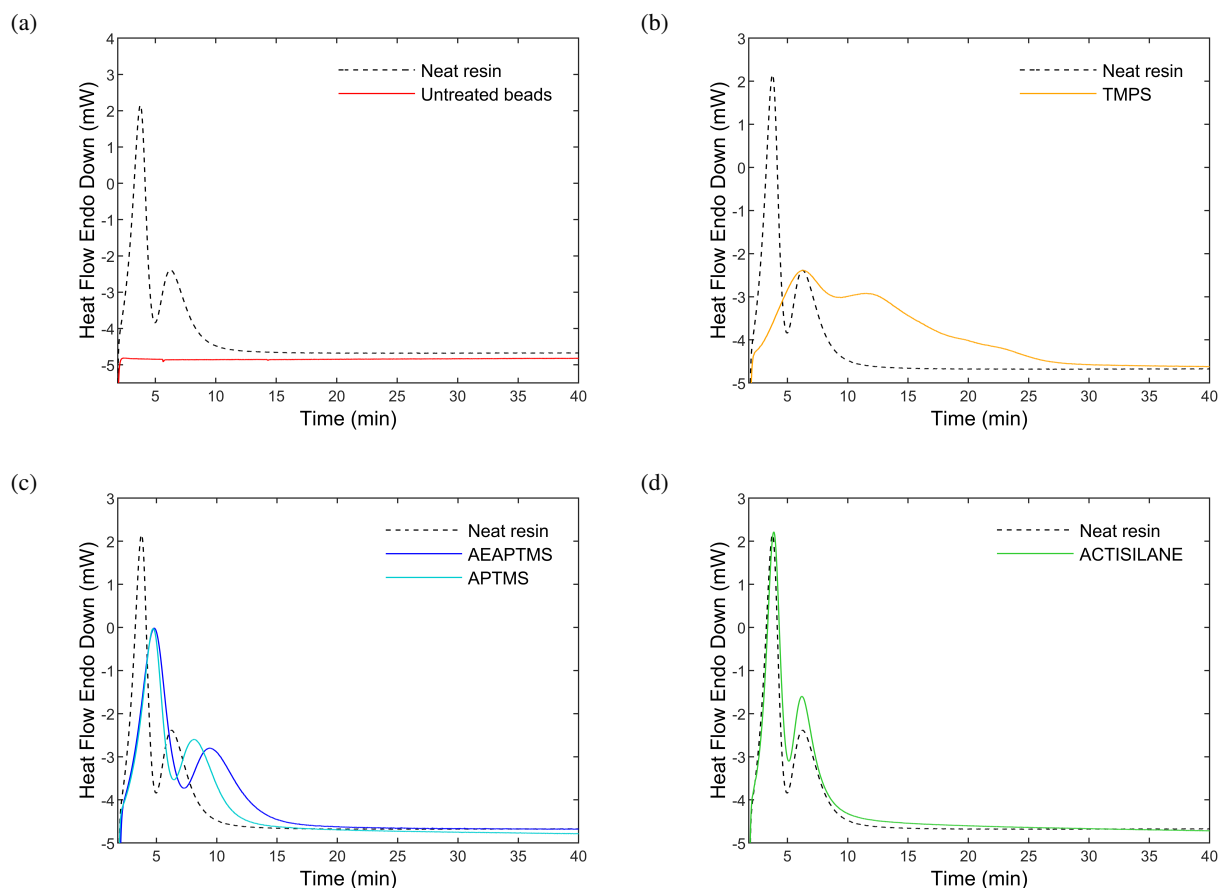 (a)
4
3
2
1
0
-1
-2
-3
-4
-5
Heat Flow Endo Down (mW)
Neat resin
Untreated beads
5 10 15 20 25 30 35 40
Time (min)
(b)
3
2
1
0
-1
-2
-3
-4
-5
Heat Flow Endo Down (mW)
Neat resin
TMPS
5 10 15 20 25 30 35 40
Time (min)
(c)
3
2
1
0
-1
-2
-3
-4
-5
Heat Flow Endo Down (mW)
Neat resin
AEAPTMS
APTMS
5 10 15 20 25 30 35 40
Time (min)
(d)
3
2
1
0
-1
-2
-3
-4
-5
Heat Flow Endo Down (mW)
Neat resin
ACTISILANE
5 10 15 20 25 30 35 40
Time (min)